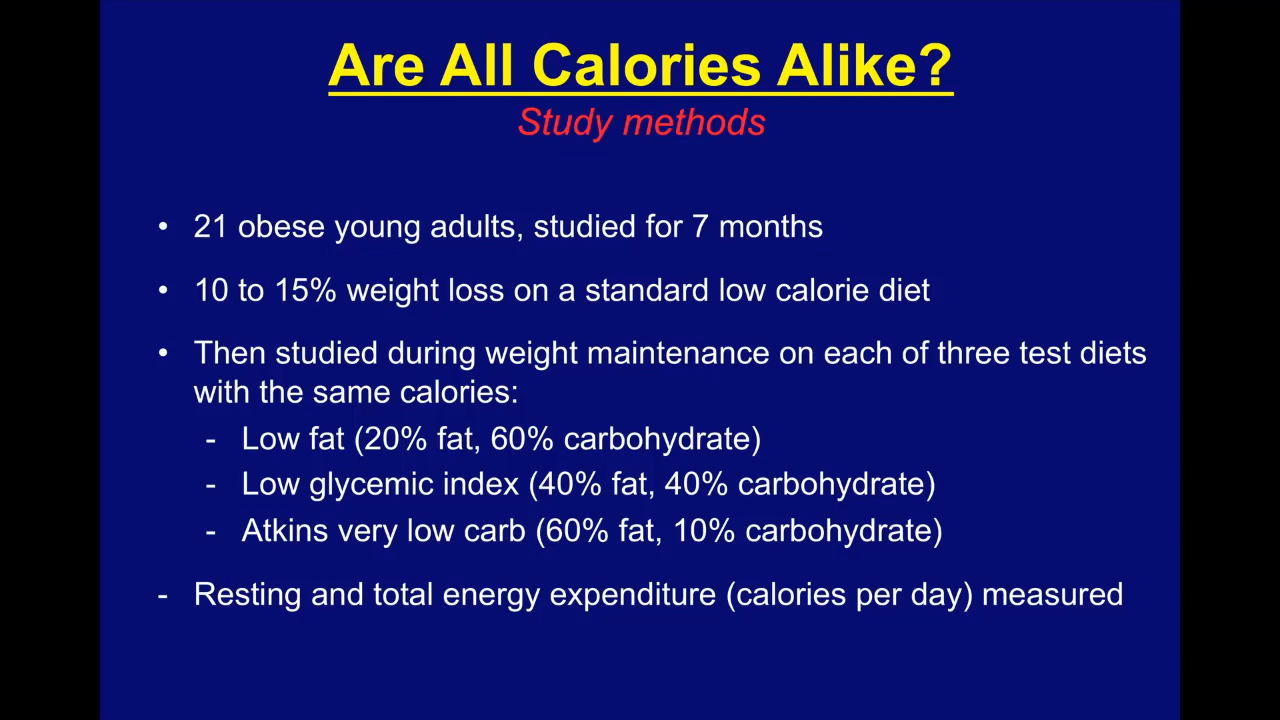 Are All Calories Alike?
Study methods
• 21 obese young adults, studied for 7 months
• 10 to 15% weight loss on a standard low calorie diet
• Then studied during weight maintenance on each of three test diets
with the same calories:
- Low fat (20% fat, 60% carbohydrate)
- Low glycemic index (40% fat, 40% carbohydrate)
- Atkins very low carb (60% fat, 10% carbohydrate)
- Resting and total energy expenditure (calories per day) measured